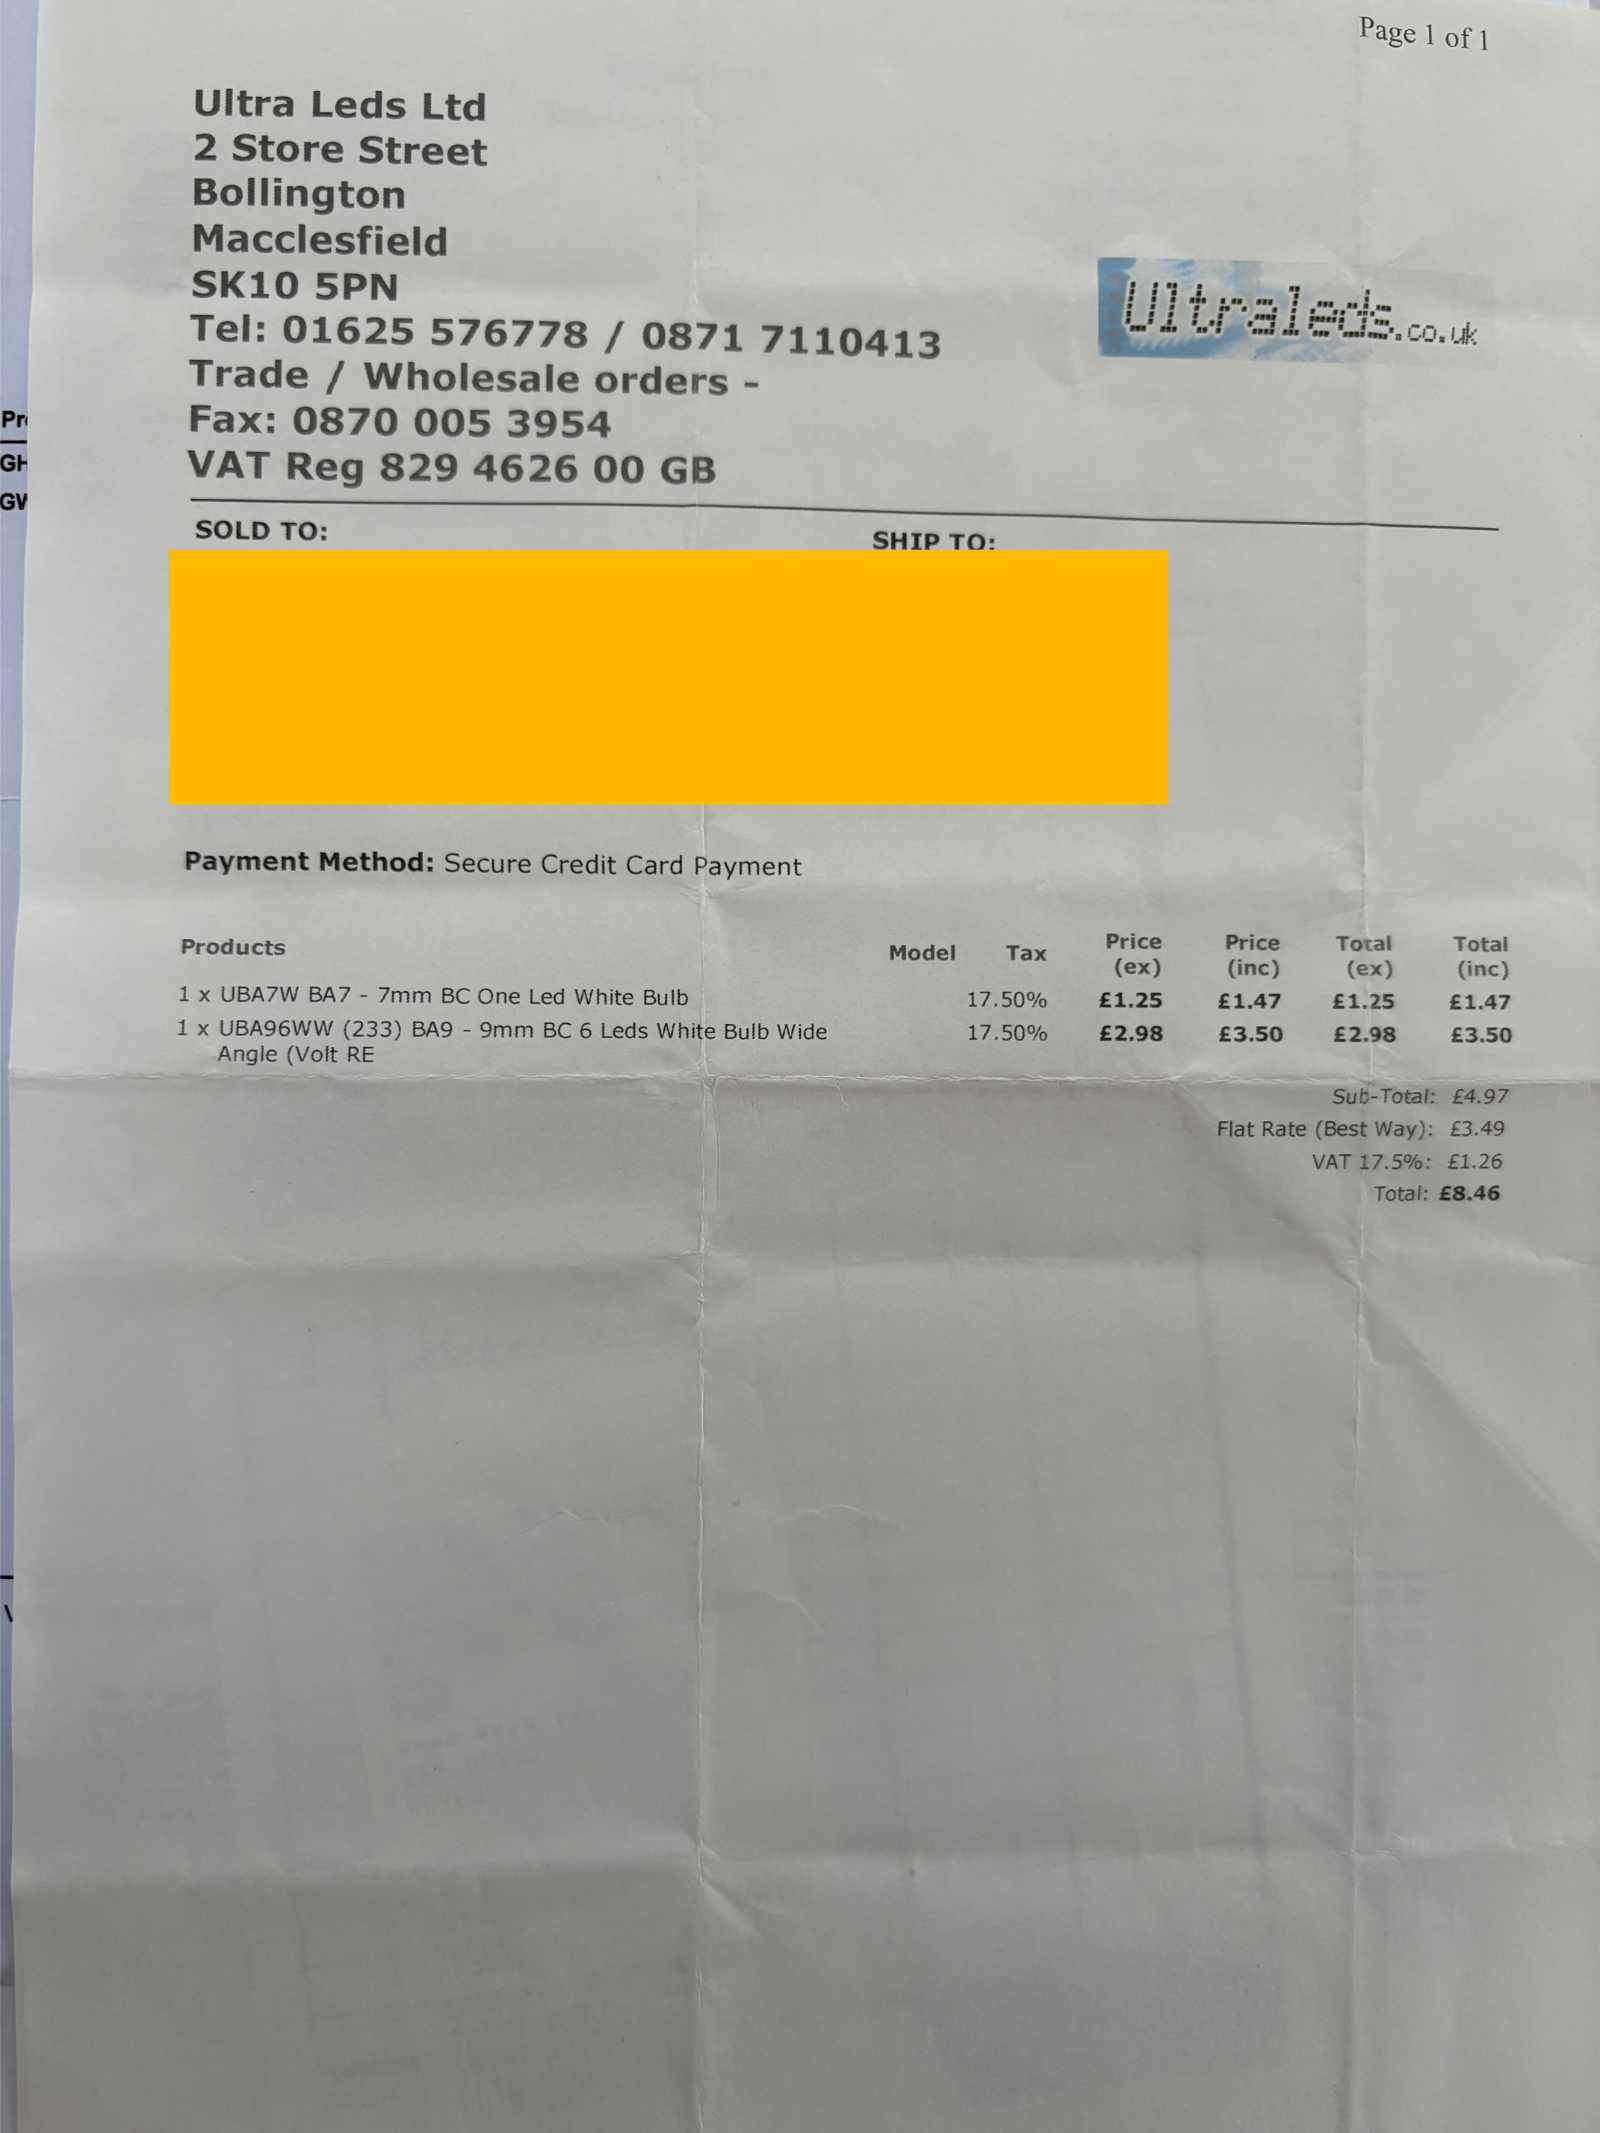 Page 1 of 1
Ultra Leds Ltd
2 Store Street
Bollington
Macclesfield
SK10 5PN
Tel: 01625 576778 / 0871 7110413
Trade / Wholesale orders -
Fax: 0870 005 3954
VAT Reg 829 4626 00 GB
Ultraleds.co.uk
SOLD TO: SHIP TO:
Payment Method: Secure Credit Card Payment
Products Model Tax Price (ex) Price (inc) Total (ex) Total (inc)
1 x UBA7W BA7 - 7mm BC One Led White Bulb 17.50% £1.25 £1.47 £1.25 £1.47
1 x UBA96WW (233) BA9 - 9mm BC 6 Leds White Bulb Wide 17.50% £2.98 £3.50 £2.98 £3.50
Angle (Volt RE
Sub-Total: £4.97
Flat Rate (Best Way): £3.49
VAT 17.5%: £1.26
Total: £8.46